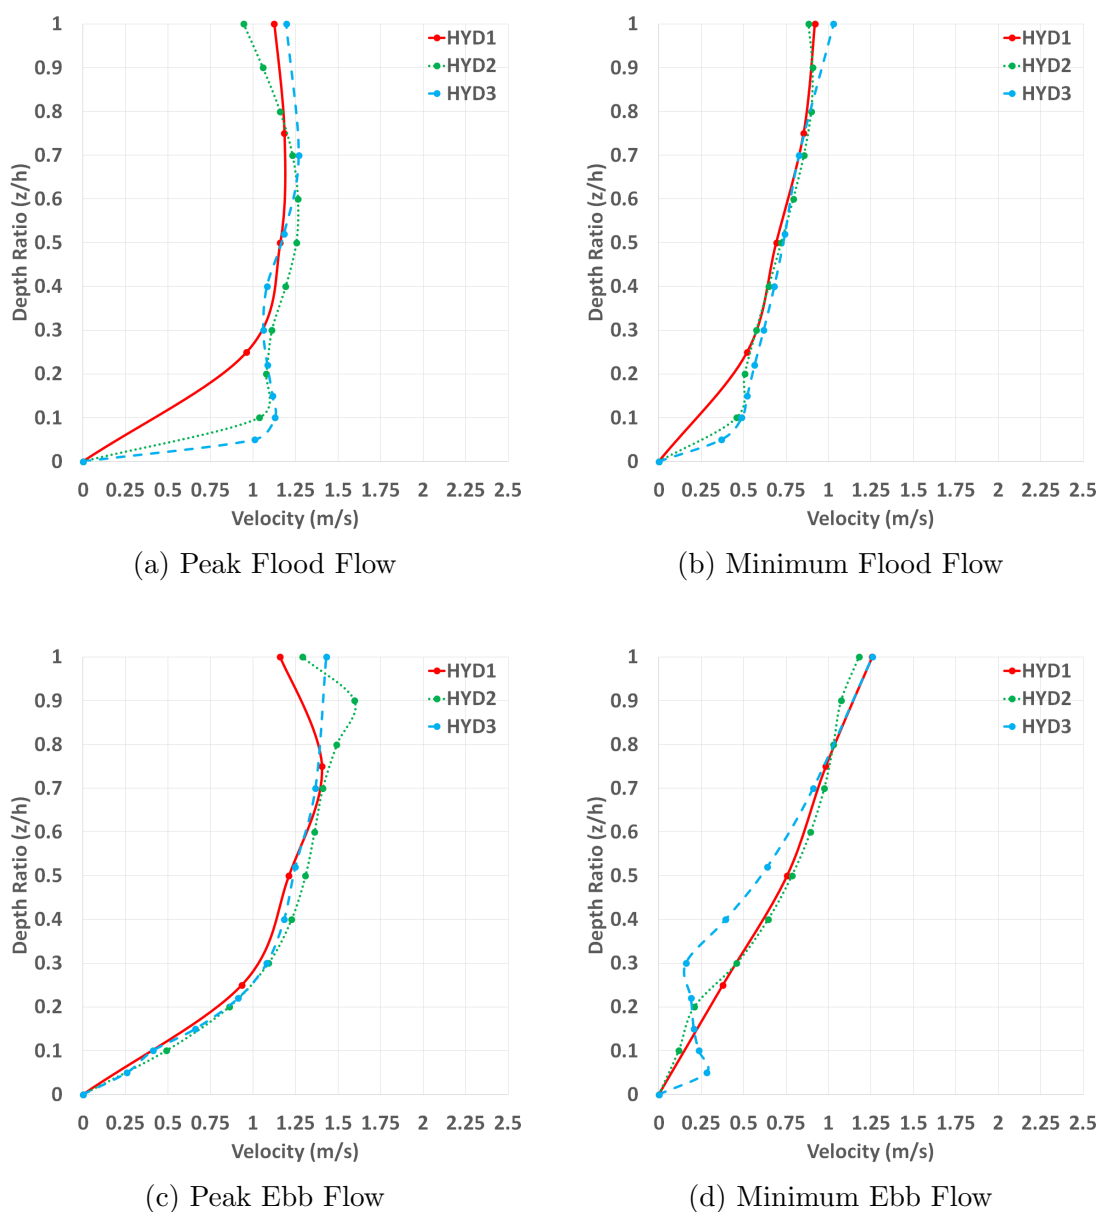 1
0.9
0.8
0.7
0.6
0.5
0.4
0.3
0.2
0.1
0
Depth Ratio (z/h)
HYD1
HYD2
HYD3
0 0.25 0.5 0.75 1 1.25 1.5 1.75 2 2.25 2.5
Velocity (m/s)
(a) Peak Flood Flow
1
0.9
0.8
0.7
0.6
0.5
0.4
0.3
0.2
0.1
0
Depth Ratio (z/h)
HYD1
HYD2
HYD3
0 0.25 0.5 0.75 1 1.25 1.5 1.75 2 2.25 2.5
Velocity (m/s)
(b) Minimum Flood Flow
1
0.9
0.8
0.7
0.6
0.5
0.4
0.3
0.2
0.1
0
Depth Ratio (z/h)
HYD1
HYD2
HYD3
0 0.25 0.5 0.75 1 1.25 1.5 1.75 2 2.25 2.5
Velocity (m/s)
(c) Peak Ebb Flow
1
0.9
0.8
0.7
0.6
0.5
0.4
0.3
0.2
0.1
0
Depth Ratio (z/h)
HYD1
HYD2
HYD3
0 0.25 0.5 0.75 1 1.25 1.5 1.75 2 2.25 2.5
Velocity (m/s)
(d) Minimum Ebb Flow